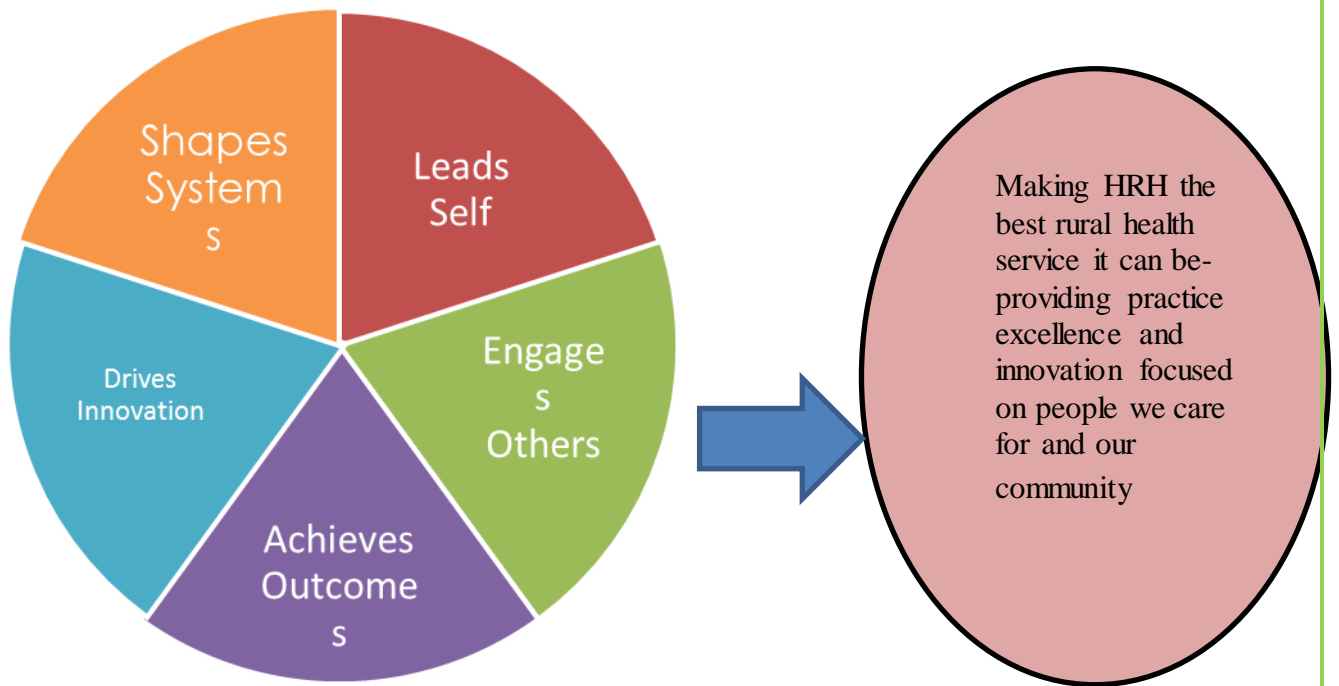 Shapes
System
s
Leads
Self
Engage
s
Others
Achieves
Outcome
s
Drives
Innovation
Making HRH the
best rural health
service it can be-
providing practice
excellence and
innovation focused
on people we care
for and our
community